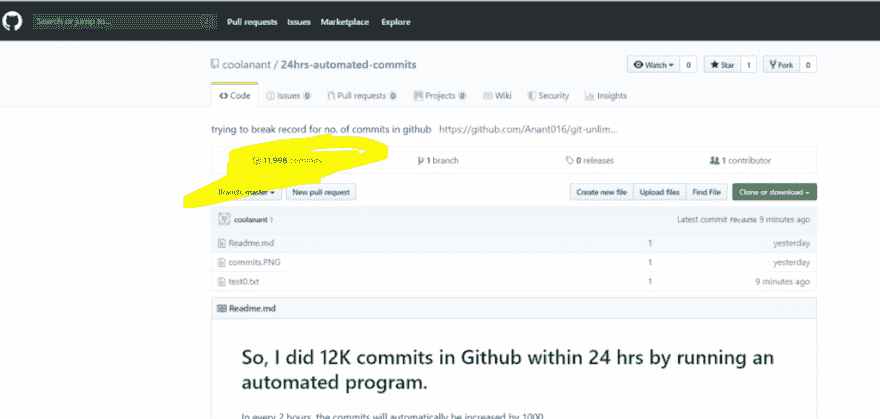 Search or jump to...
Pull requests Issues Marketplace Explore
coolanant / 24hrs-automated-commits
Watch 0 Star 1 Fork 0
Code Issues 0 Pull requests 0 Projects 0 Wiki Security Insights
trying to break record for no. of commits in github https://github.com/Anant016/git-unlim...
11,998 commits 1 branch 0 releases 1 contributor
Branch: master New pull request Create new file Upload files Find File Clone or download
coolanant 1 Latest commit 9 minutes ago
Readme.md 1 yesterday
commits.PNG 1 yesterday
test0.txt 1 9 minutes ago
Readme.md
So, I did 12K commits in Github within 24 hrs by running an
automated program.
In every 2 hours, the commits will automatically be increased by 1000